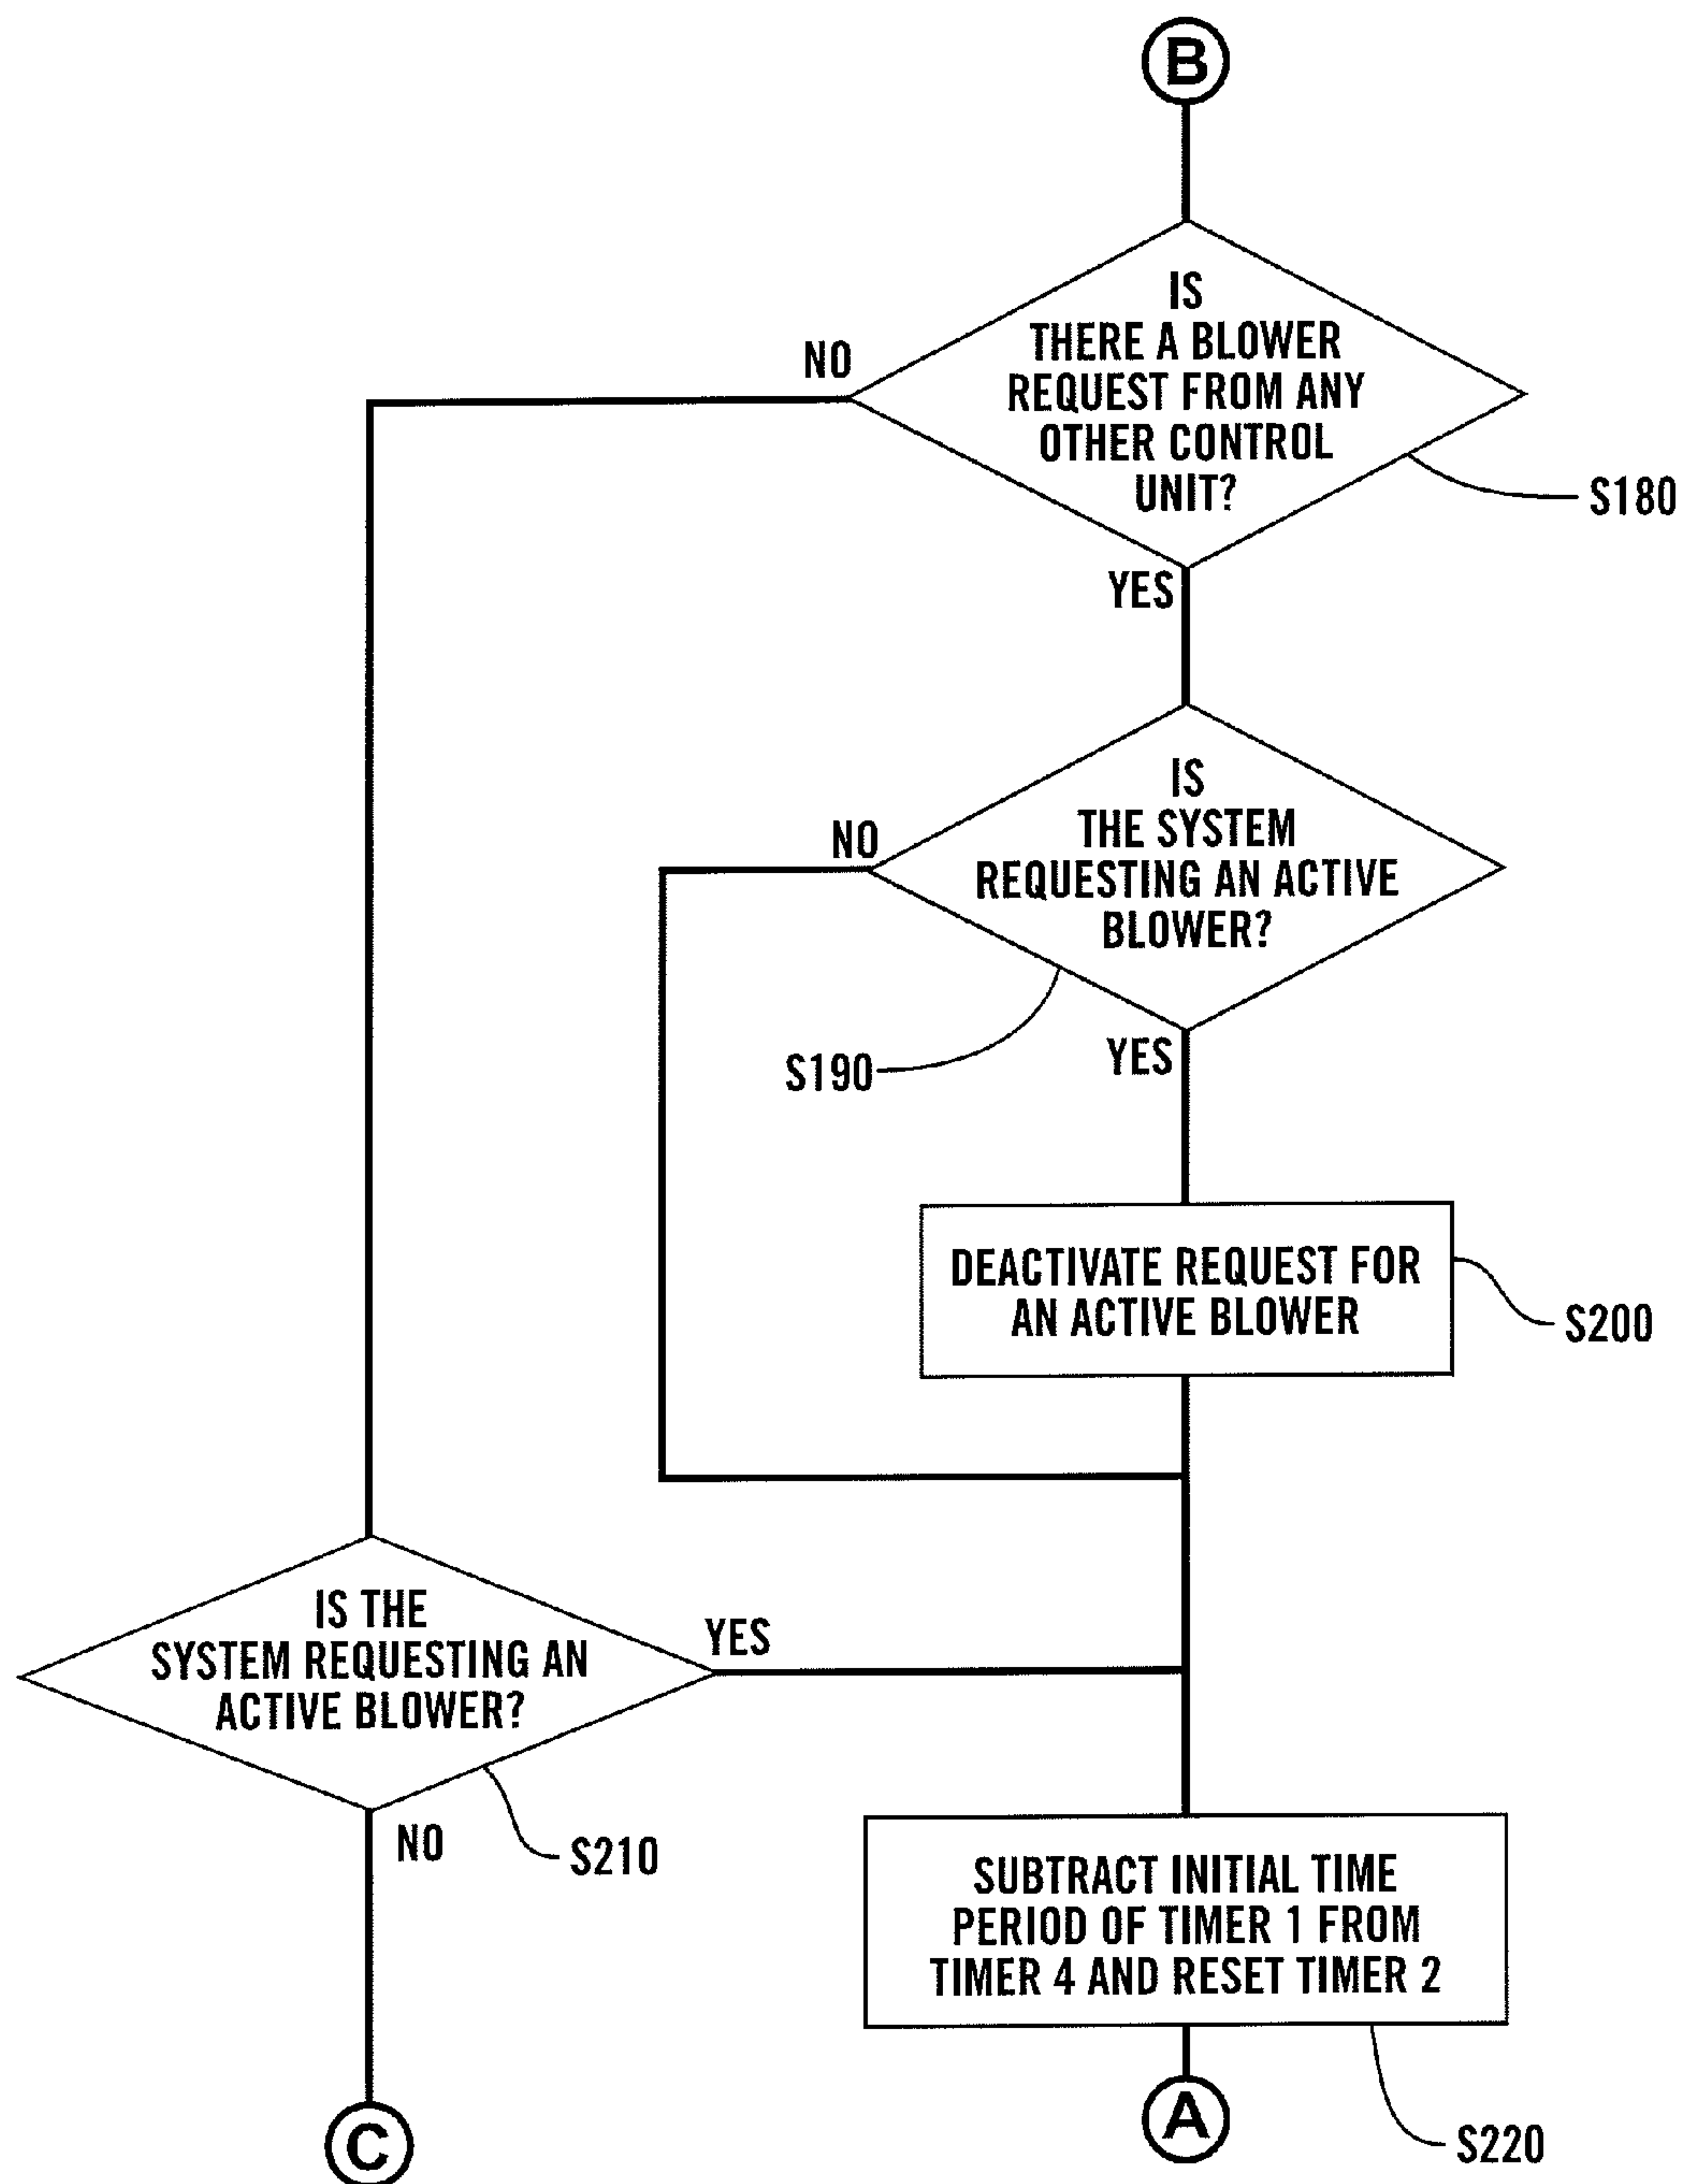 B
IS
THERE A BLOWER
REQUEST FROM ANY
OTHER CONTROL
UNIT?
NO
S180
YES
IS
THE SYSTEM
REQUESTING AN ACTIVE
BLOWER?
NO
S190
YES
DEACTIVATE REQUEST FOR
AN ACTIVE BLOWER
S200
IS THE
SYSTEM REQUESTING AN
ACTIVE BLOWER?
YES
NO
S210
SUBTRACT INITIAL TIME
PERIOD OF TIMER 1 FROM
TIMER 4 AND RESET TIMER 2
C
A
S220